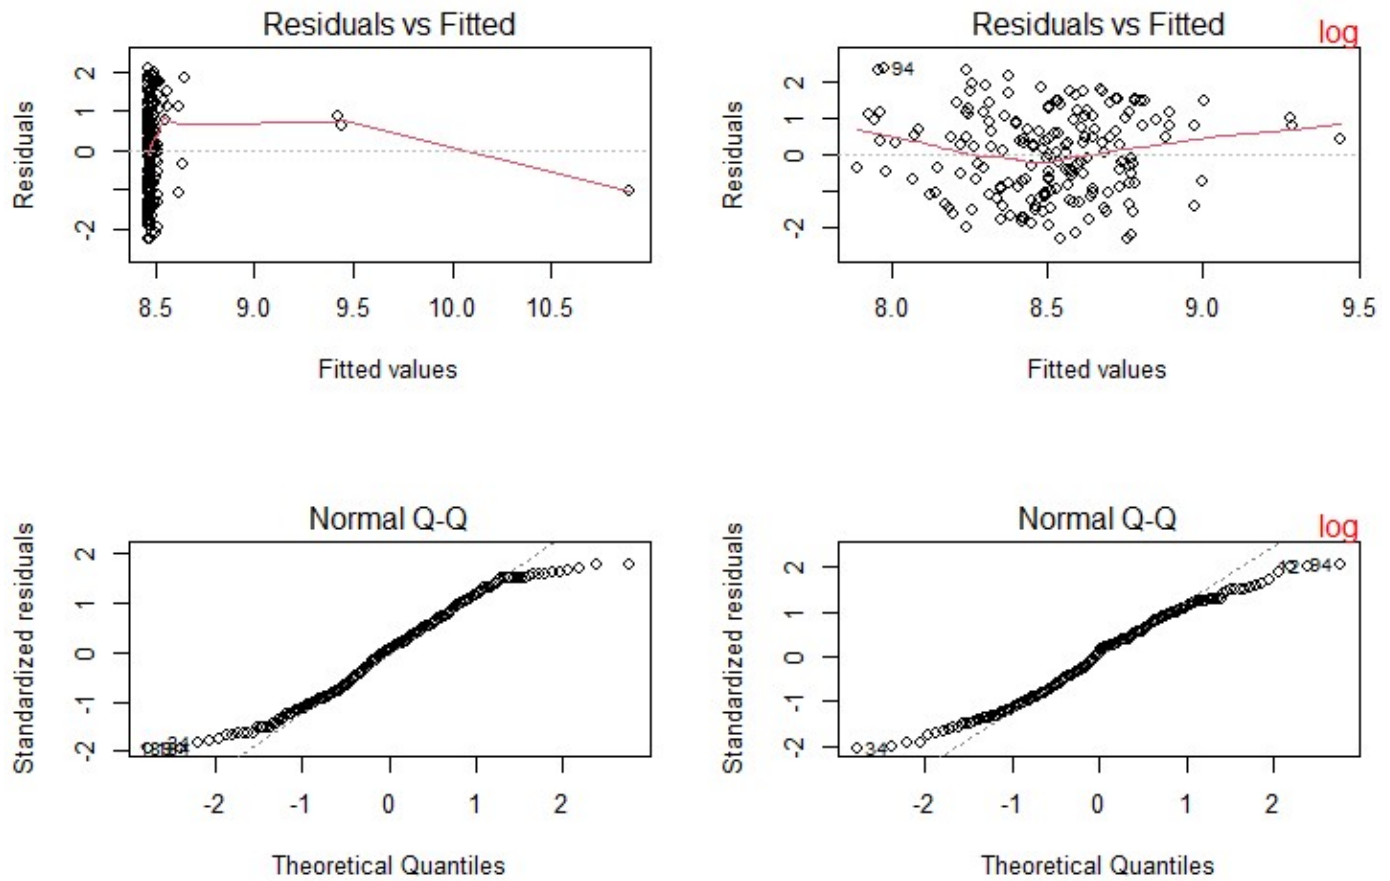 Residuals vs Fitted
Residuals
2
1
0
-2
8.5 9.0 9.5 10.0 10.5
Fitted values
Residuals vs Fitted
log
94
Residuals
2
1
0
-2
8.0 8.5 9.0 9.5
Fitted values
Normal Q-Q
Standardized residuals
2
1
0
-1
-2
-2 -1 0 1 2
Theoretical Quantiles
Normal Q-Q
log
12 94
Standardized residuals
2
1
0
-1
-2
34
-2 -1 0 1 2
Theoretical Quantiles